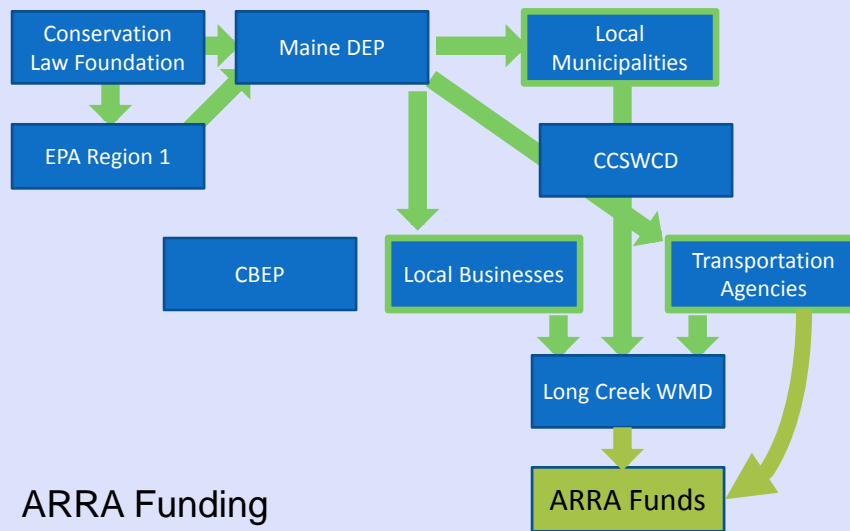 Conservation
Law Foundation
Maine DEP
Local
Municipalities
EPA Region 1
CCSWCD
CBEP
Local Businesses
Transportation
Agencies
Long Creek WMD
ARRA Funding
ARRA Funds